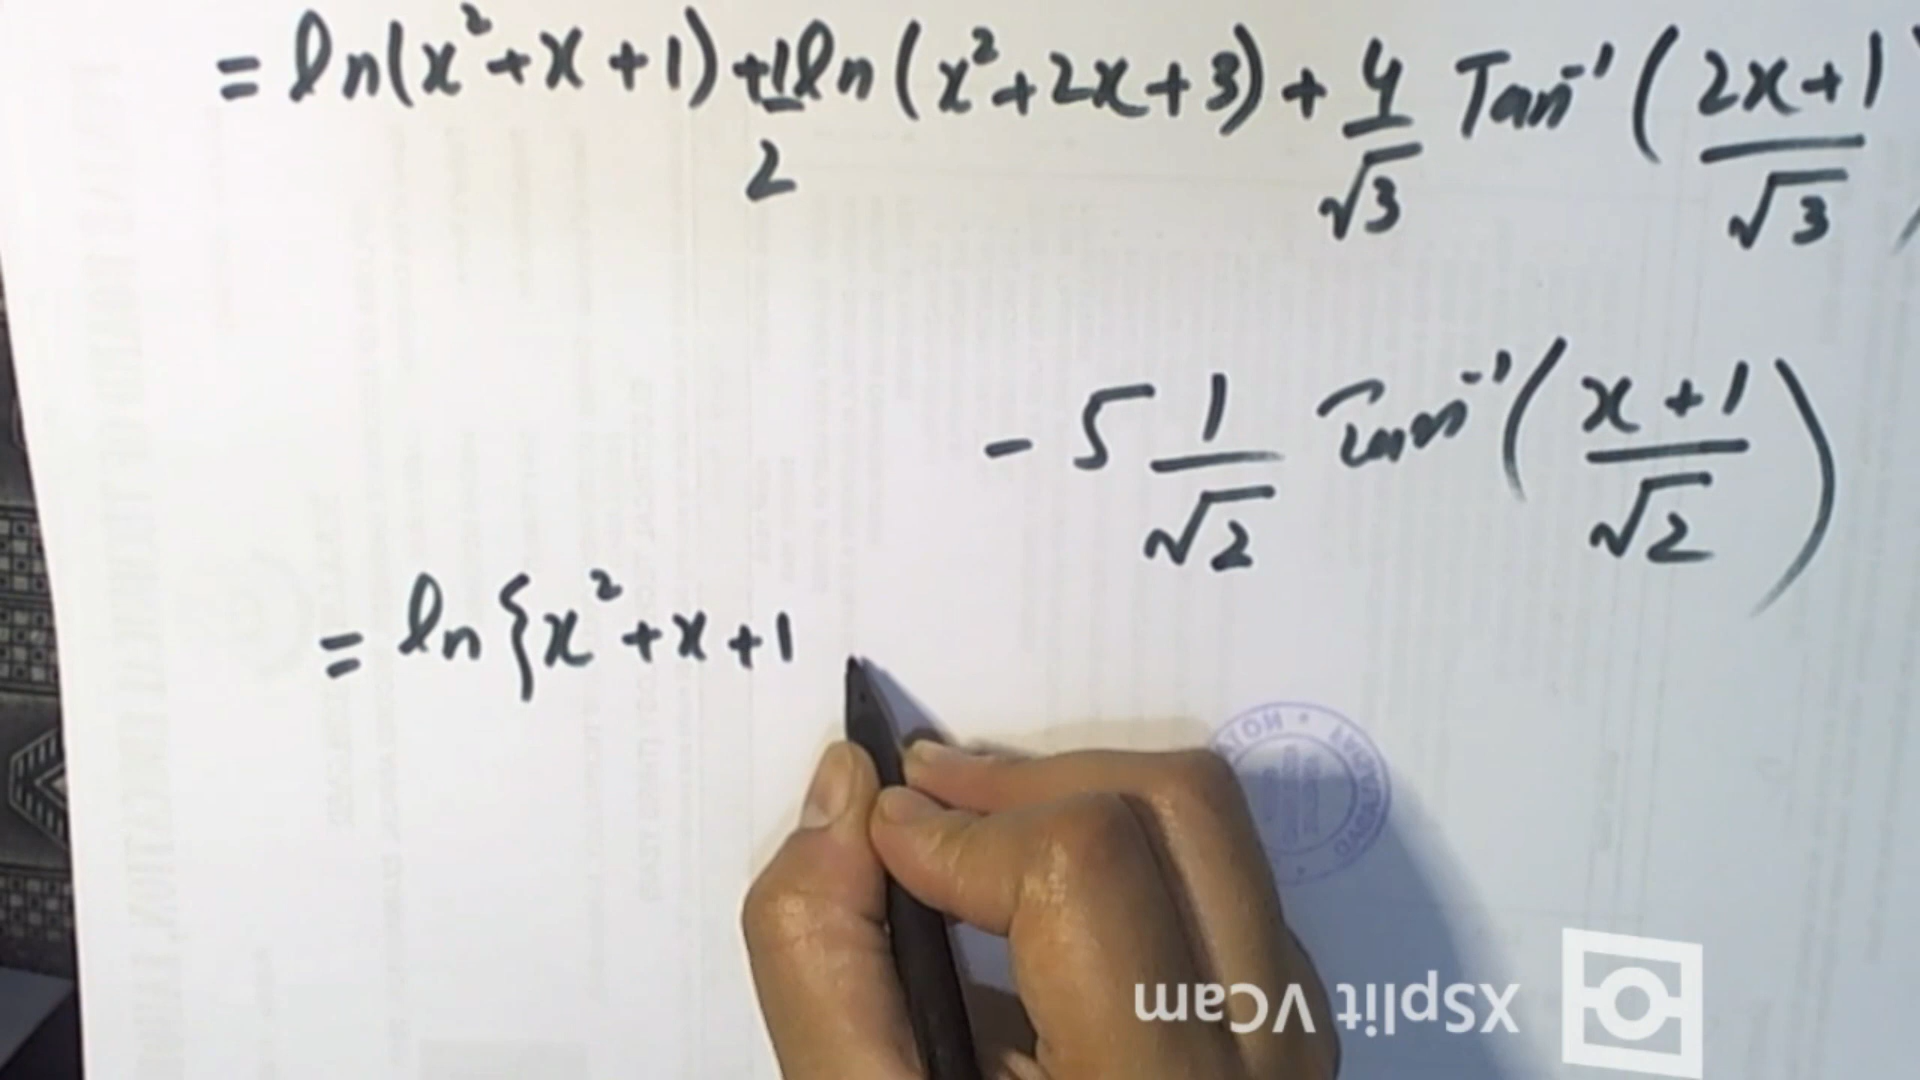 = ln(x²+x+1)+1/2 ln(x²+2x+3)+4/√3 Tan⁻¹(2x+1/√3)
- 5 1/√2 Tan⁻¹(x+1/√2)
= ln{x²+x+1
XSplit VCam